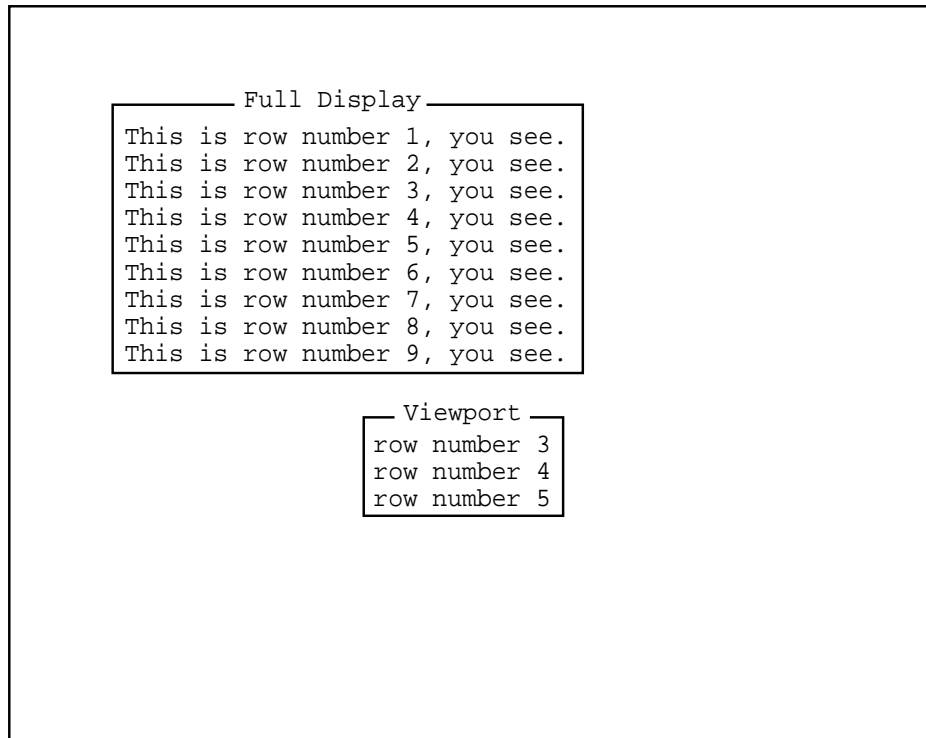 Full Display
This is row number 1, you see.
This is row number 2, you see.
This is row number 3, you see.
This is row number 4, you see.
This is row number 5, you see.
This is row number 6, you see.
This is row number 7, you see.
This is row number 8, you see.
This is row number 9, you see.
Viewport
row number 3
row number 4
row number 5